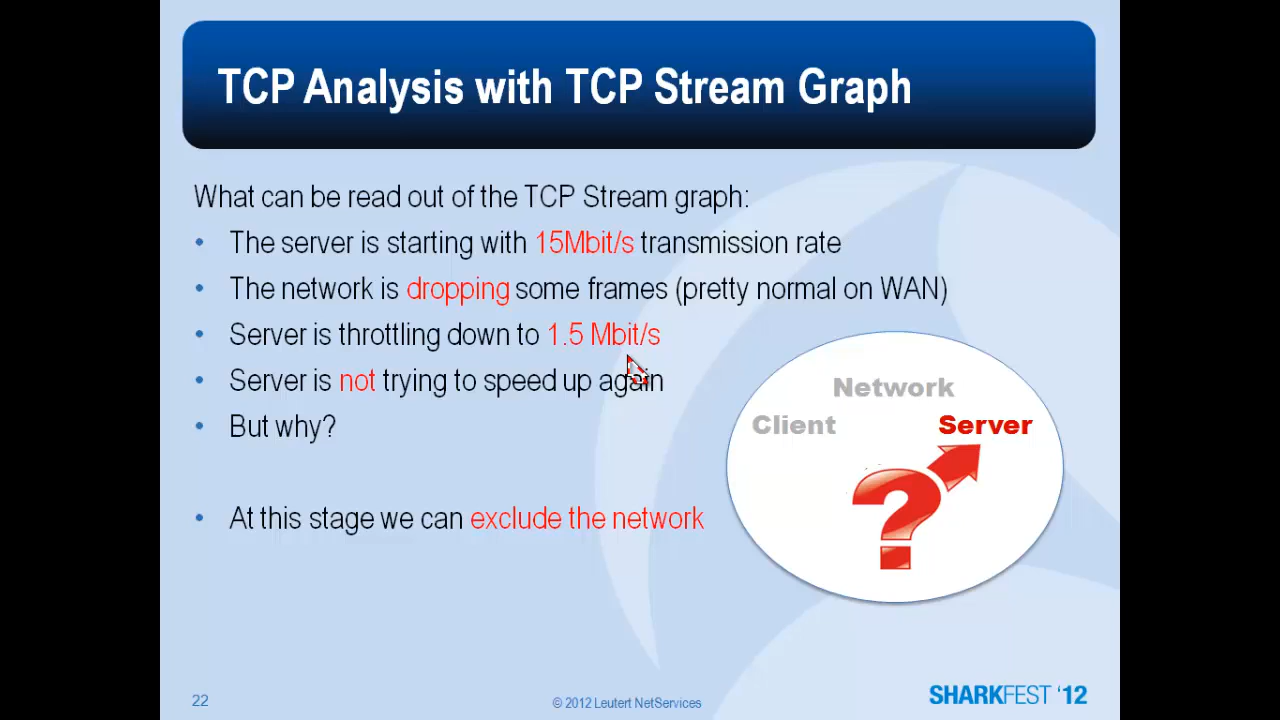 TCP Analysis with TCP Stream Graph
What can be read out of the TCP Stream graph:
• The server is starting with 15Mbit/s transmission rate
• The network is dropping some frames (pretty normal on WAN)
• Server is throttling down to 1.5 Mbit/s
• Server is not trying to speed up again
• But why?
• At this stage we can exclude the network
Network
Client
Server
?
22
© 2012 Leutert NetServices
SHARKFEST '12